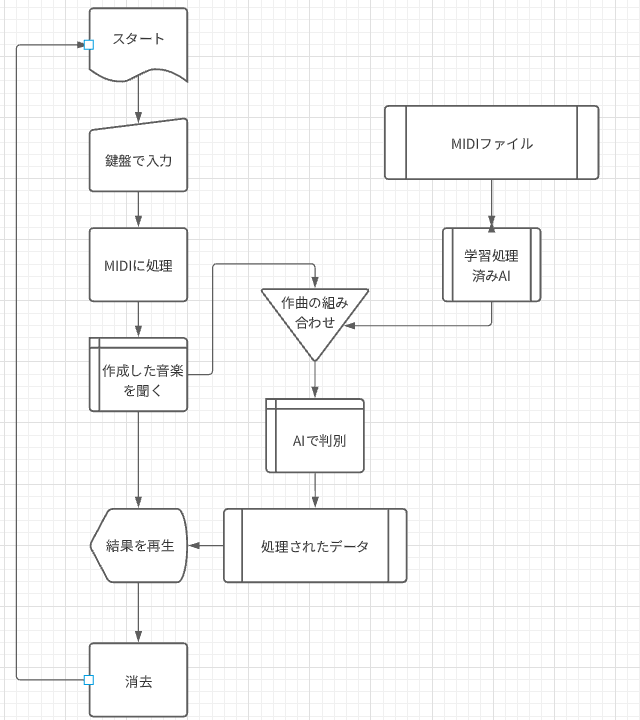 スタート
鍵盤で入力
MIDIに処理
作成した音楽
を聞く
MIDIファイル
学習処理
済みAI
作曲の組み
合わせ
AIで判別
処理されたデータ
結果を再生
消去